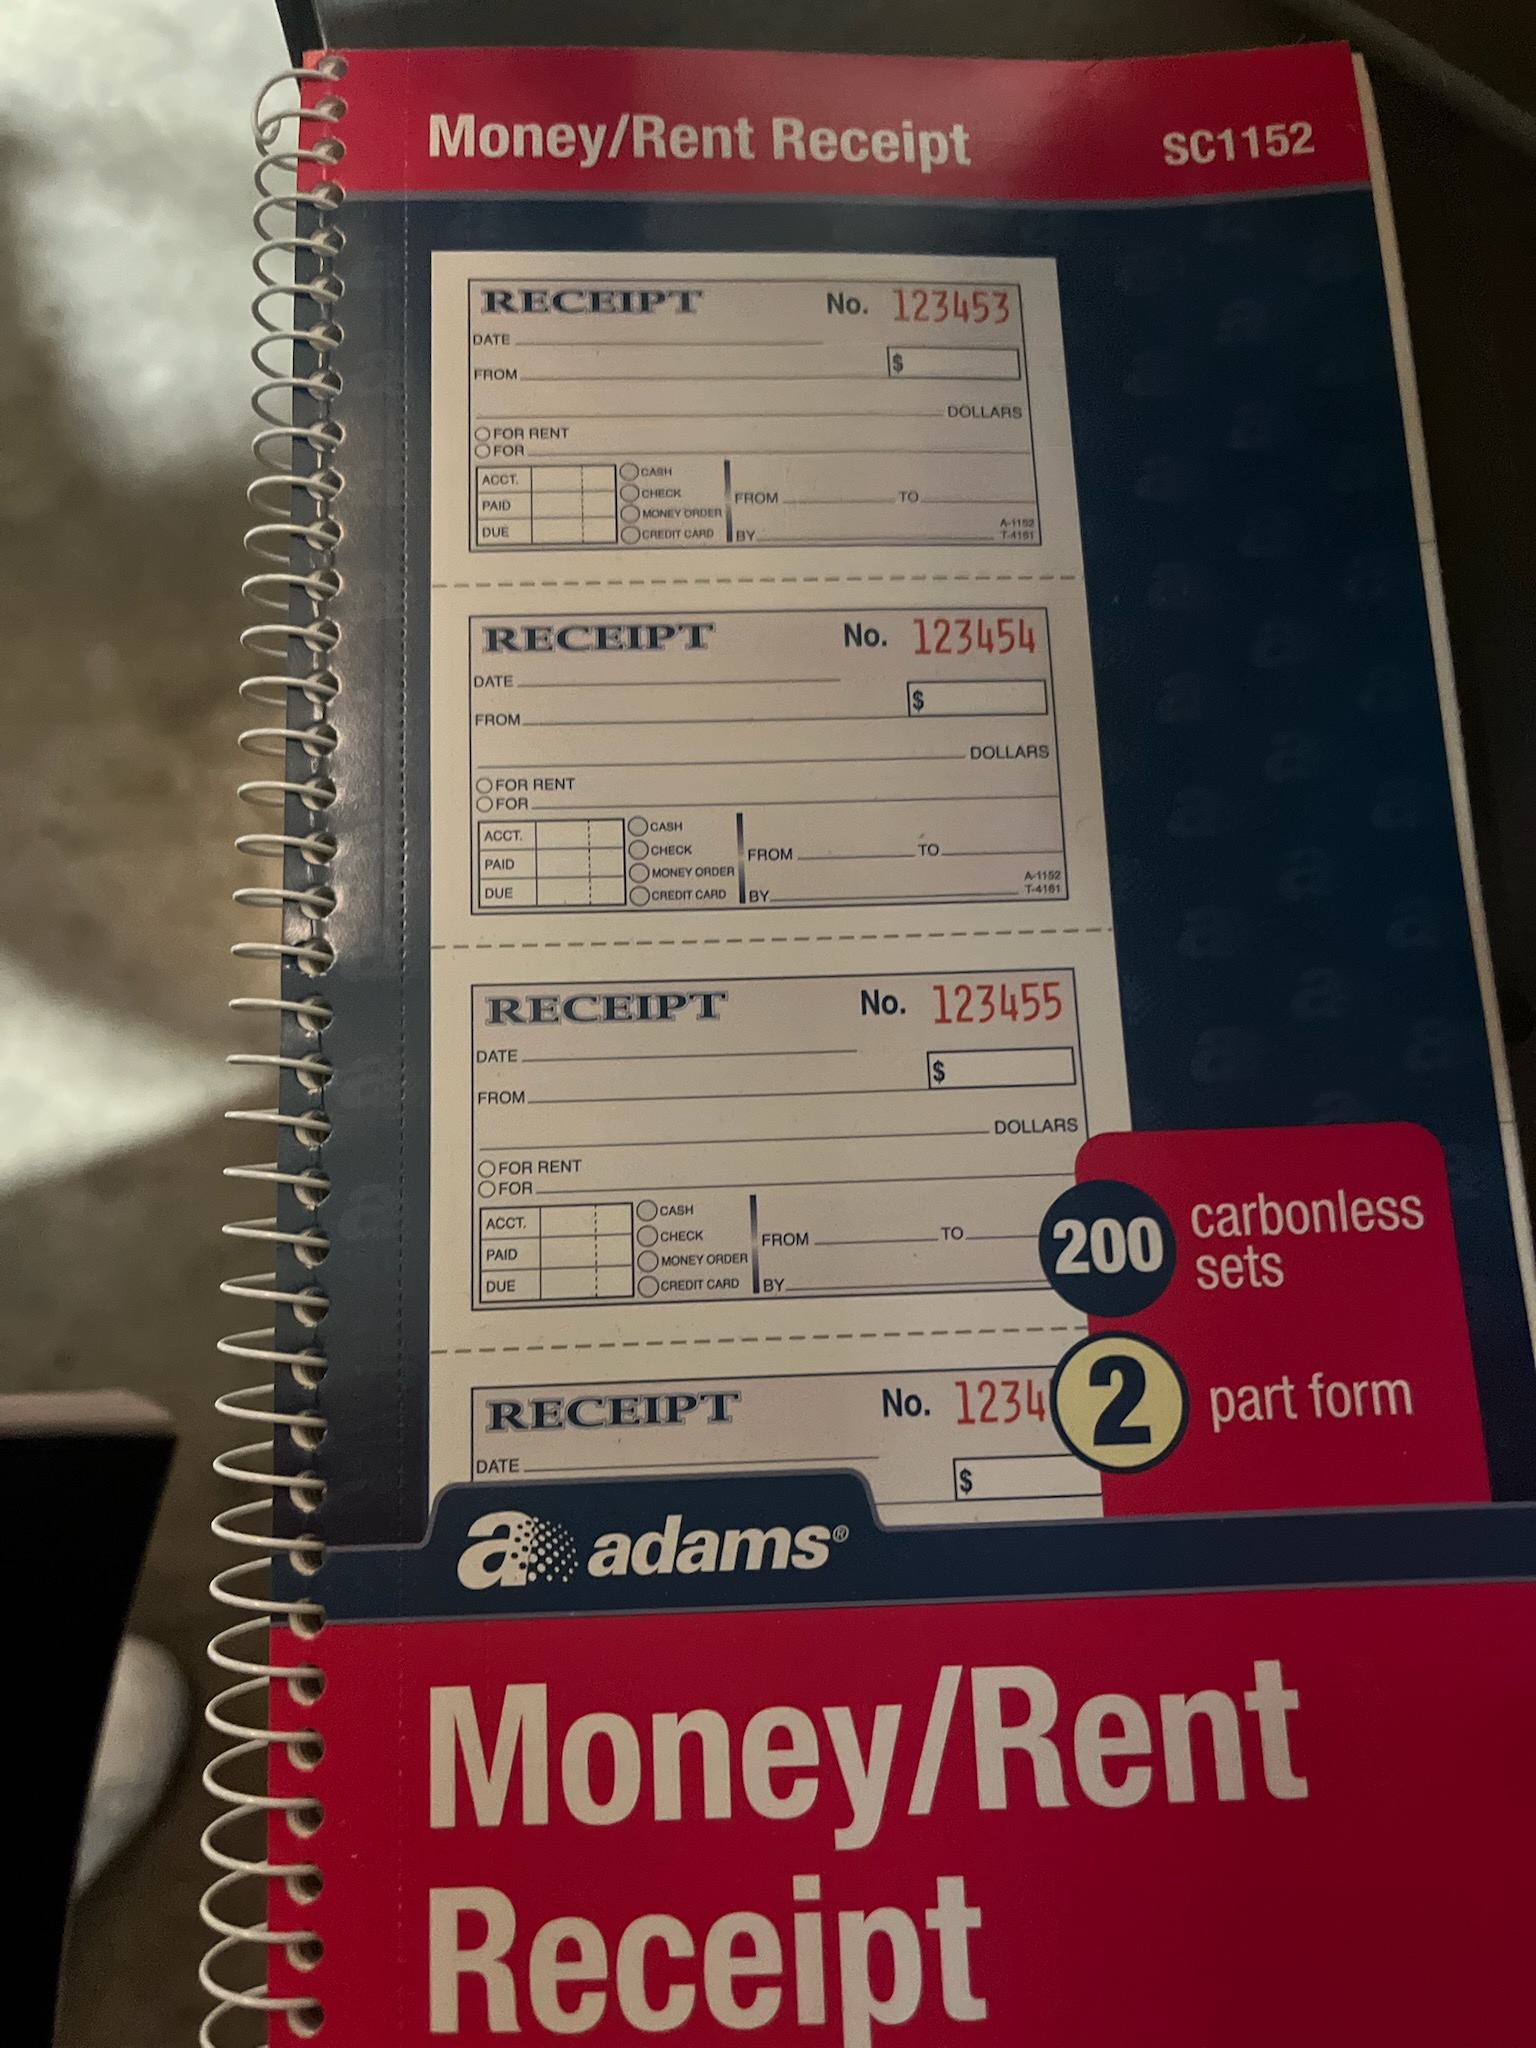 Money/Rent Receipt SC1152
RECEIPT No. 123453
DATE
$
FROM
DOLLARS
FOR RENT
FOR
ACCT. CASH
PAID CHECK FROM TO
MONEY ORDER
DUE CREDIT CARD BY
A-1152
T-4161
RECEIPT No. 123454
DATE
$
FROM
DOLLARS
FOR RENT
FOR
ACCT. CASH
PAID CHECK FROM TO
MONEY ORDER
DUE CREDIT CARD BY
A-1152
T-4161
RECEIPT No. 123455
DATE
$
FROM
DOLLARS
FOR RENT
FOR
ACCT. CASH
PAID CHECK FROM TO
MONEY ORDER
DUE CREDIT CARD BY
200 carbonless
sets
RECEIPT No. 1234
2 part form
DATE
$
a adams®
Money/Rent
Receipt